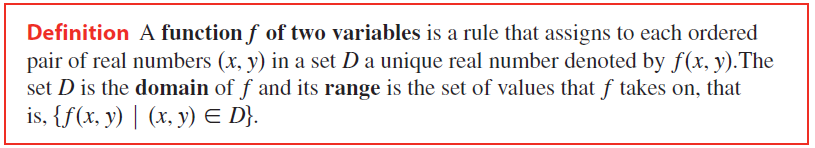 Definition A function f of two variables is a rule that assigns to each ordered
pair of real numbers (x, y) in a set D a unique real number denoted by f(x, y).The
set D is the domain of f and its range is the set of values that f takes on, that
is, {f(x, y) | (x, y) ∈ D}.